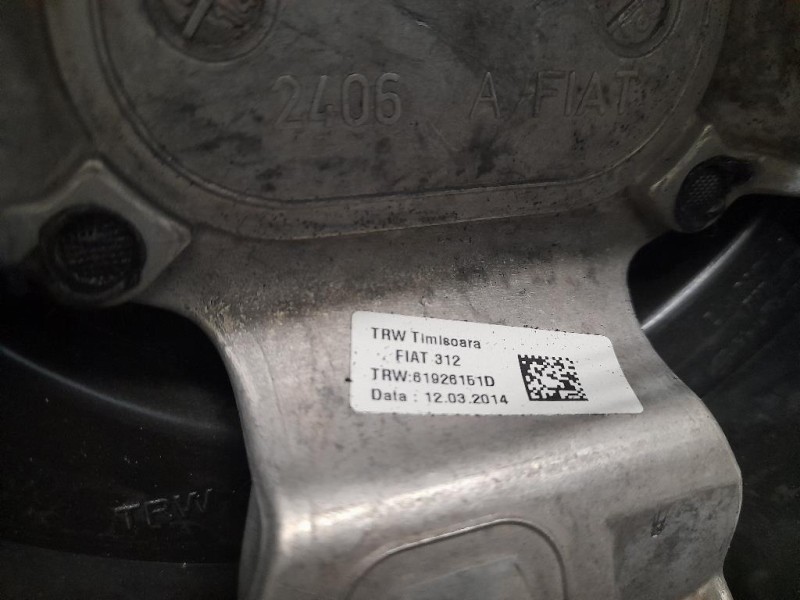 2406 A FIAT
TRW Timisoara
FIAT 312
TRW:61926151D
Data : 12.03.2014
TRW